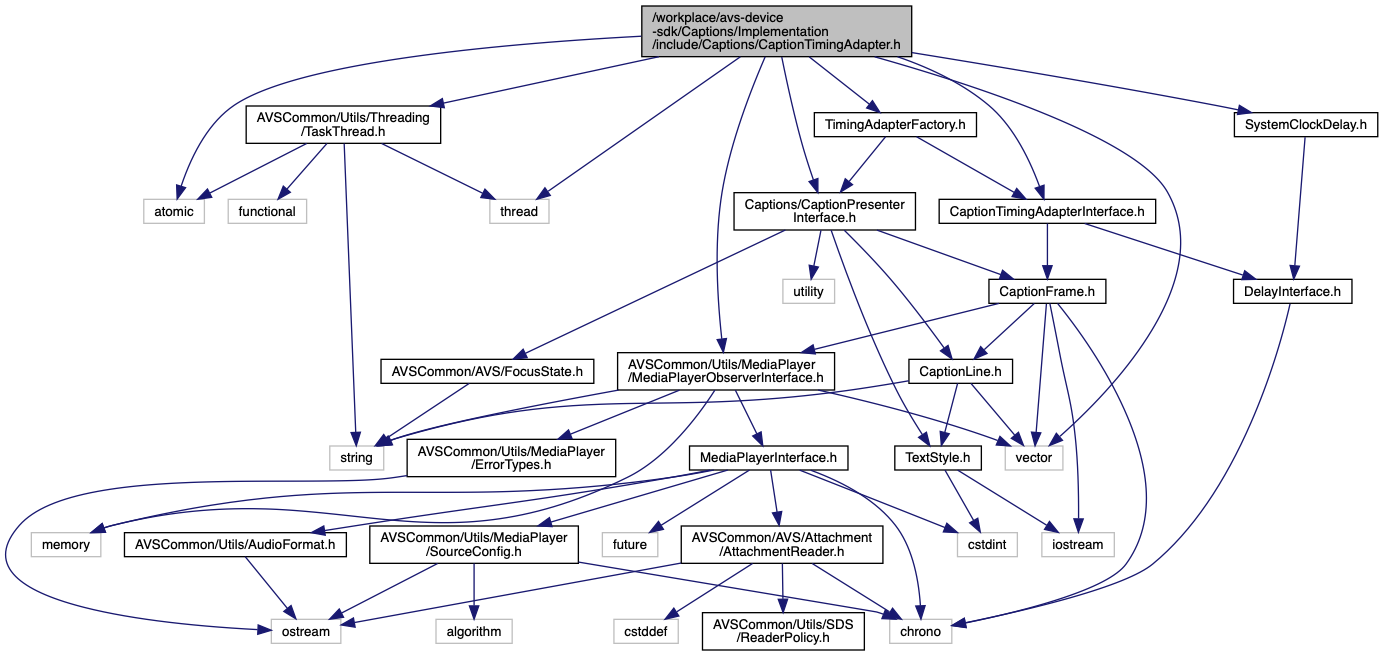 /workplace/avs-device
-sdk/Captions/Implementation
/include/Captions/CaptionTimingAdapter.h
AVSCommon/Utils/Threading
/TaskThread.h
TimingAdapterFactory.h
SystemClockDelay.h
atomic
functional
thread
Captions/CaptionPresenter
Interface.h
CaptionTimingAdapterInterface.h
utility
CaptionFrame.h
DelayInterface.h
AVSCommon/AVS/FocusState.h
AVSCommon/Utils/MediaPlayer
/MediaPlayerObserverInterface.h
CaptionLine.h
string
AVSCommon/Utils/MediaPlayer
/ErrorTypes.h
MediaPlayerInterface.h
TextStyle.h
vector
memory
AVSCommon/Utils/AudioFormat.h
AVSCommon/Utils/MediaPlayer
/SourceConfig.h
future
AVSCommon/AVS/Attachment
/AttachmentReader.h
cstdint
iostream
ostream
algorithm
cstddef
AVSCommon/Utils/SDS
/ReaderPolicy.h
chrono